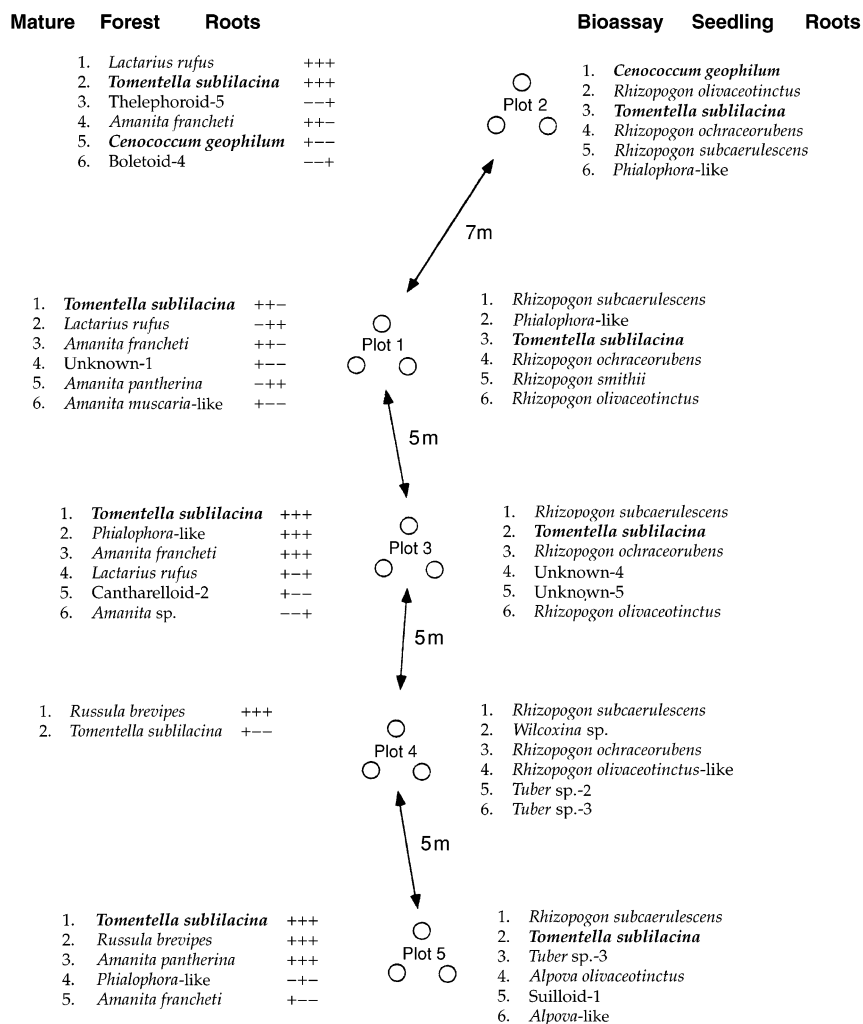 Mature Forest Roots
Bioassay Seedling Roots
1. Lactarius rufus +++
2. Tomentella sublilacina +++
3. Thelephoroid-5 −−+
4. Amanita francheti ++−
5. Cenococcum geophilum +−−
6. Boletoid-4 −−+
Plot 2
1. Cenococcum geophilum
2. Rhizopogon olivaceotinctus
3. Tomentella sublilacina
4. Rhizopogon ochraceorubens
5. Rhizopogon subcaerulescens
6. Phialophora-like
7m
1. Tomentella sublilacina ++−
2. Lactarius rufus −++
3. Amanita francheti ++−
4. Unknown-1 +−−
5. Amanita pantherina −++
6. Amanita muscaria-like +−−
Plot 1
1. Rhizopogon subcaerulescens
2. Phialophora-like
3. Tomentella sublilacina
4. Rhizopogon ochraceorubens
5. Rhizopogon smithii
6. Rhizopogon olivaceotinctus
5m
1. Tomentella sublilacina +++
2. Phialophora-like +++
3. Amanita francheti +++
4. Lactarius rufus +−+
5. Cantharelloid-2 +−−
6. Amanita sp. −−+
Plot 3
1. Rhizopogon subcaerulescens
2. Tomentella sublilacina
3. Rhizopogon ochraceorubens
4. Unknown-4
5. Unknown-5
6. Rhizopogon olivaceotinctus
5m
1. Russula brevipes +++
2. Tomentella sublilacina +−−
Plot 4
1. Rhizopogon subcaerulescens
2. Wilcoxina sp.
3. Rhizopogon ochraceorubens
4. Rhizopogon olivaceotinctus-like
5. Tuber sp.-2
6. Tuber sp.-3
5m
1. Tomentella sublilacina +++
2. Russula brevipes +++
3. Amanita pantherina +++
4. Phialophora-like −+−
5. Amanita francheti +−−
Plot 5
1. Rhizopogon subcaerulescens
2. Tomentella sublilacina
3. Tuber sp.-3
4. Alpova olivaceotinctus
5. Suilloid-1
6. Alpova-like